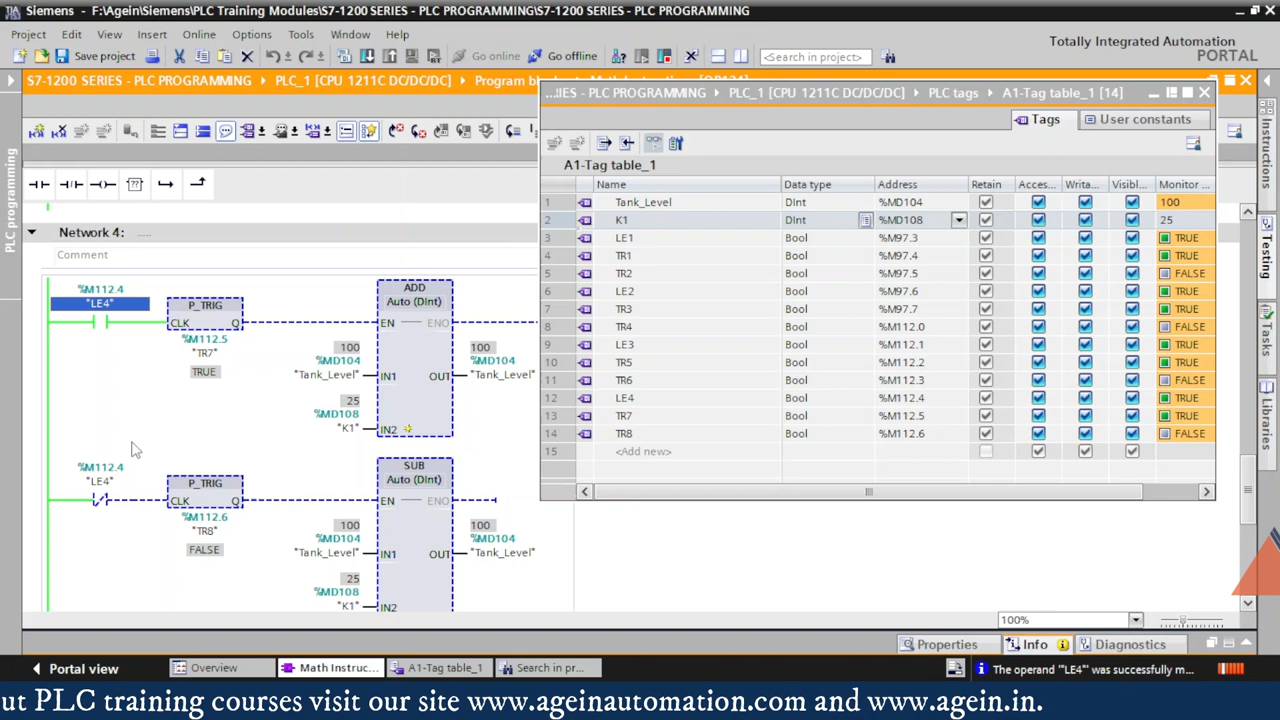 Siemens - F:\Agein\Siemens\PLC Training Modules\S7-1200 SERIES - PLC PROGRAMMING\S7-1200 SERIES - PLC PROGRAMMING
Project Edit View Insert Online Options Tools Window Help
Totally Integrated Automation
PORTAL
Save project
Go online
Go offline
<Search in project>
S7-1200 SERIES - PLC PROGRAMMING
PLC_1 [CPU 1211C DC/DC/DC]
...IES - PLC PROGRAMMING
PLC_1 [CPU 1211C DC/DC/DC]
PLC tags
A1-Tag table_1 [14]
Tags
User constants
A1-Tag table_1
Name Data type Address Retain Acces... Writa... Visibl... Monitor ...
1 Tank_Level DInt %MD104 100
2 K1 DInt %MD108 25
3 LE1 Bool %M97.3 TRUE
4 TR1 Bool %M97.4 TRUE
5 TR2 Bool %M97.5 FALSE
6 LE2 Bool %M97.6 TRUE
7 TR3 Bool %M97.7 TRUE
8 TR4 Bool %M112.0 FALSE
9 LE3 Bool %M112.1 TRUE
10 TR5 Bool %M112.2 TRUE
11 TR6 Bool %M112.3 FALSE
12 LE4 Bool %M112.4 TRUE
13 TR7 Bool %M112.5 TRUE
14 TR8 Bool %M112.6 FALSE
15 <Add new>
PLC programming
Instructions
Testing
Tasks
Libraries
??
Network 4: .....
Comment
%M112.4
"LE4"
P_TRIG
CLK Q
%M112.5
"TR7"
TRUE
ADD
Auto (DInt)
EN ENO
100
%MD104
"Tank_Level" IN1
25
%MD108
"K1" IN2
100
%MD104
OUT "Tank_Level"
%M112.4
"LE4"
P_TRIG
CLK Q
%M112.6
"TR8"
FALSE
SUB
Auto (DInt)
EN ENO
100
%MD104
"Tank_Level" IN1
25
%MD108
"K1" IN2
100
%MD104
OUT "Tank_Level"
100%
Properties
Info
Diagnostics
Portal view
Overview
Math Instruc...
A1-Tag table_1
Search in pr...
The operand '"LE4"' was successfully m...
ut PLC training courses visit our site www.ageinautomation.com and www.agein.in.